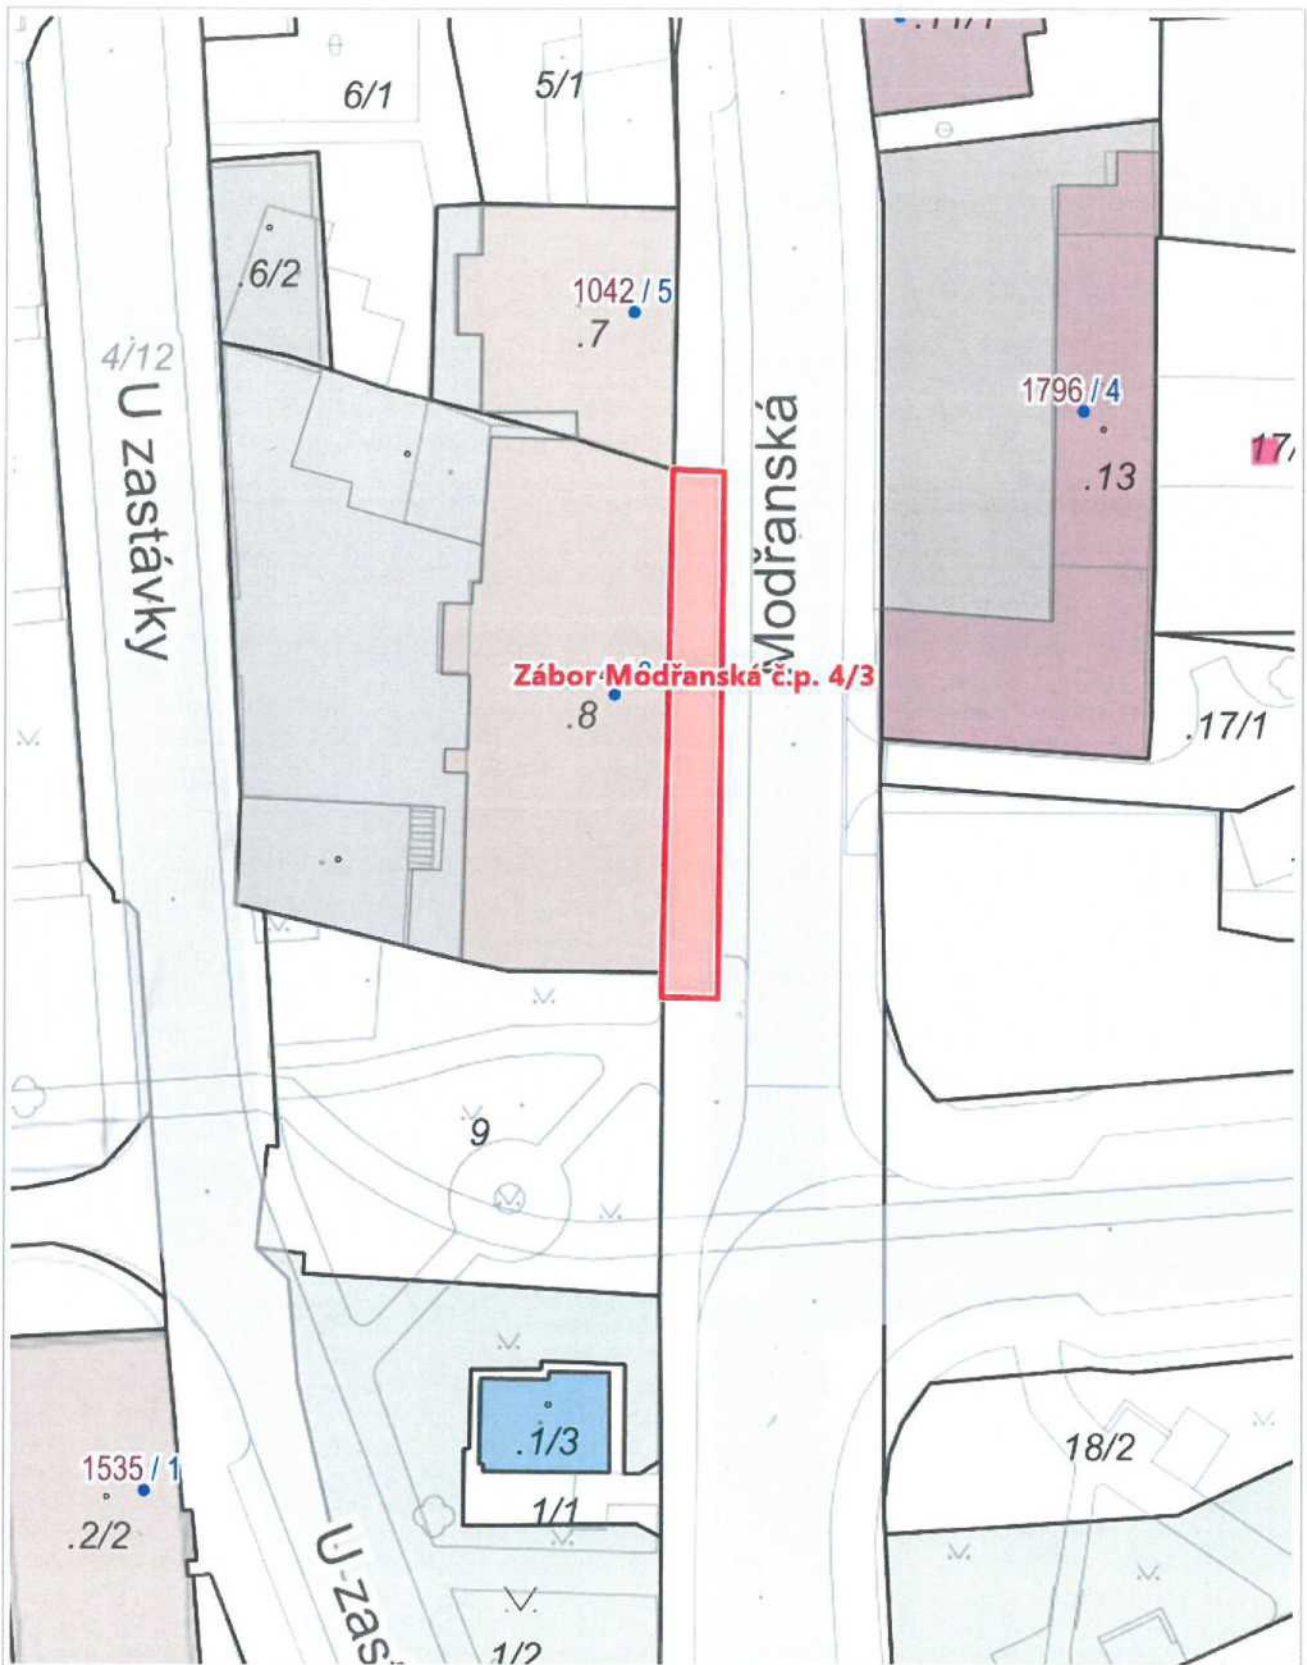 6/1
5/1
.6/2
1042 / 5
.7
4/12
U zastávky
Modřanská
1796 / 4
.13
17/
Zábor Modřanská č.p. 4/3
.8
.17/1
9
.1/3
1/1
18/2
1535 / 1
.2/2
1/2